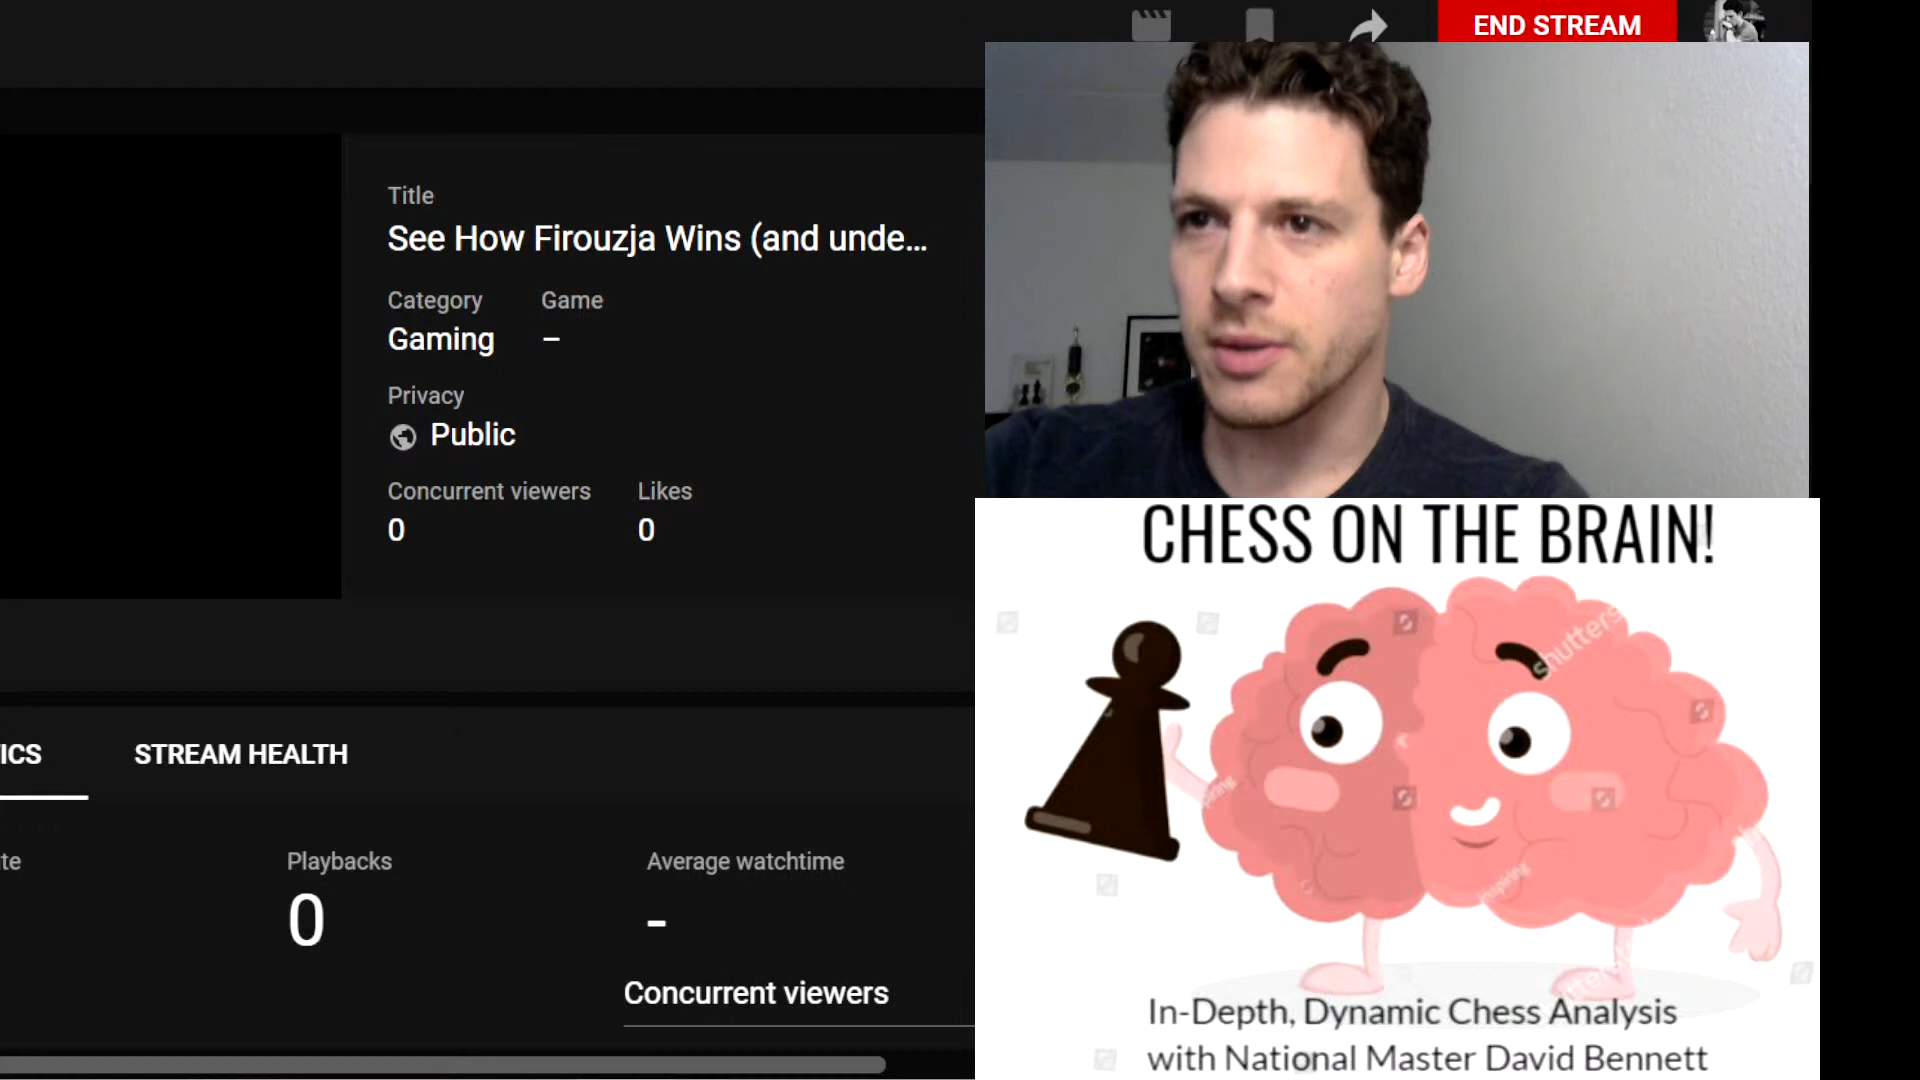 END STREAM
Title
See How Firouzja Wins (and unde...
Category Game
Gaming –
Privacy
Public
Concurrent viewers Likes
0 0
STREAM HEALTH
Playbacks Average watchtime
0 -
Concurrent viewers
CHESS ON THE BRAIN!
In-Depth, Dynamic Chess Analysis
with National Master David Bennett